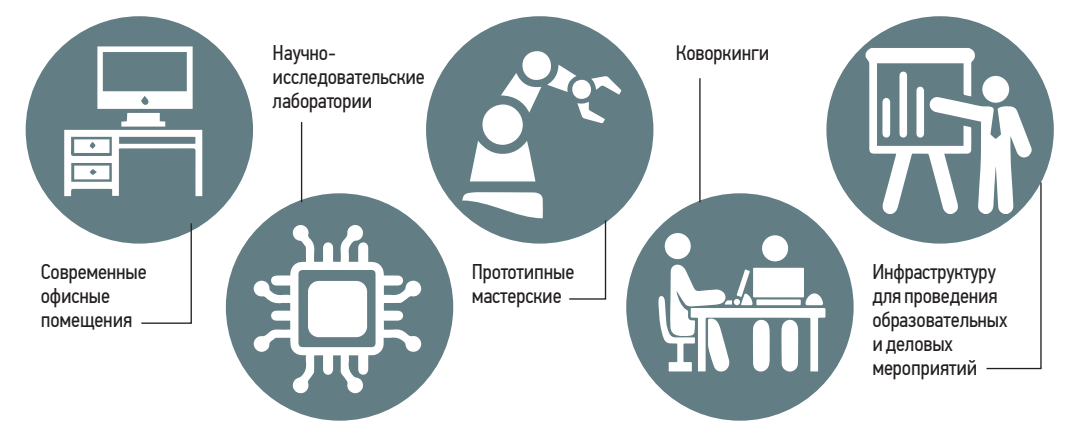 Современные
офисные
помещения
Научно-
исследовательские
лаборатории
Прототипные
мастерские
Коворкинги
Инфраструктуру
для проведения
образовательных
и деловых
мероприятий